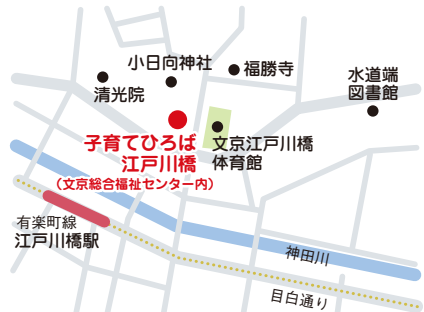 小日向神社
福勝寺
水道端
図書館
清光院
子育てひろば
江戸川橋
（文京総合福祉センター内）
文京江戸川橋
体育館
有楽町線
江戸川橋駅
神田川
目白通り